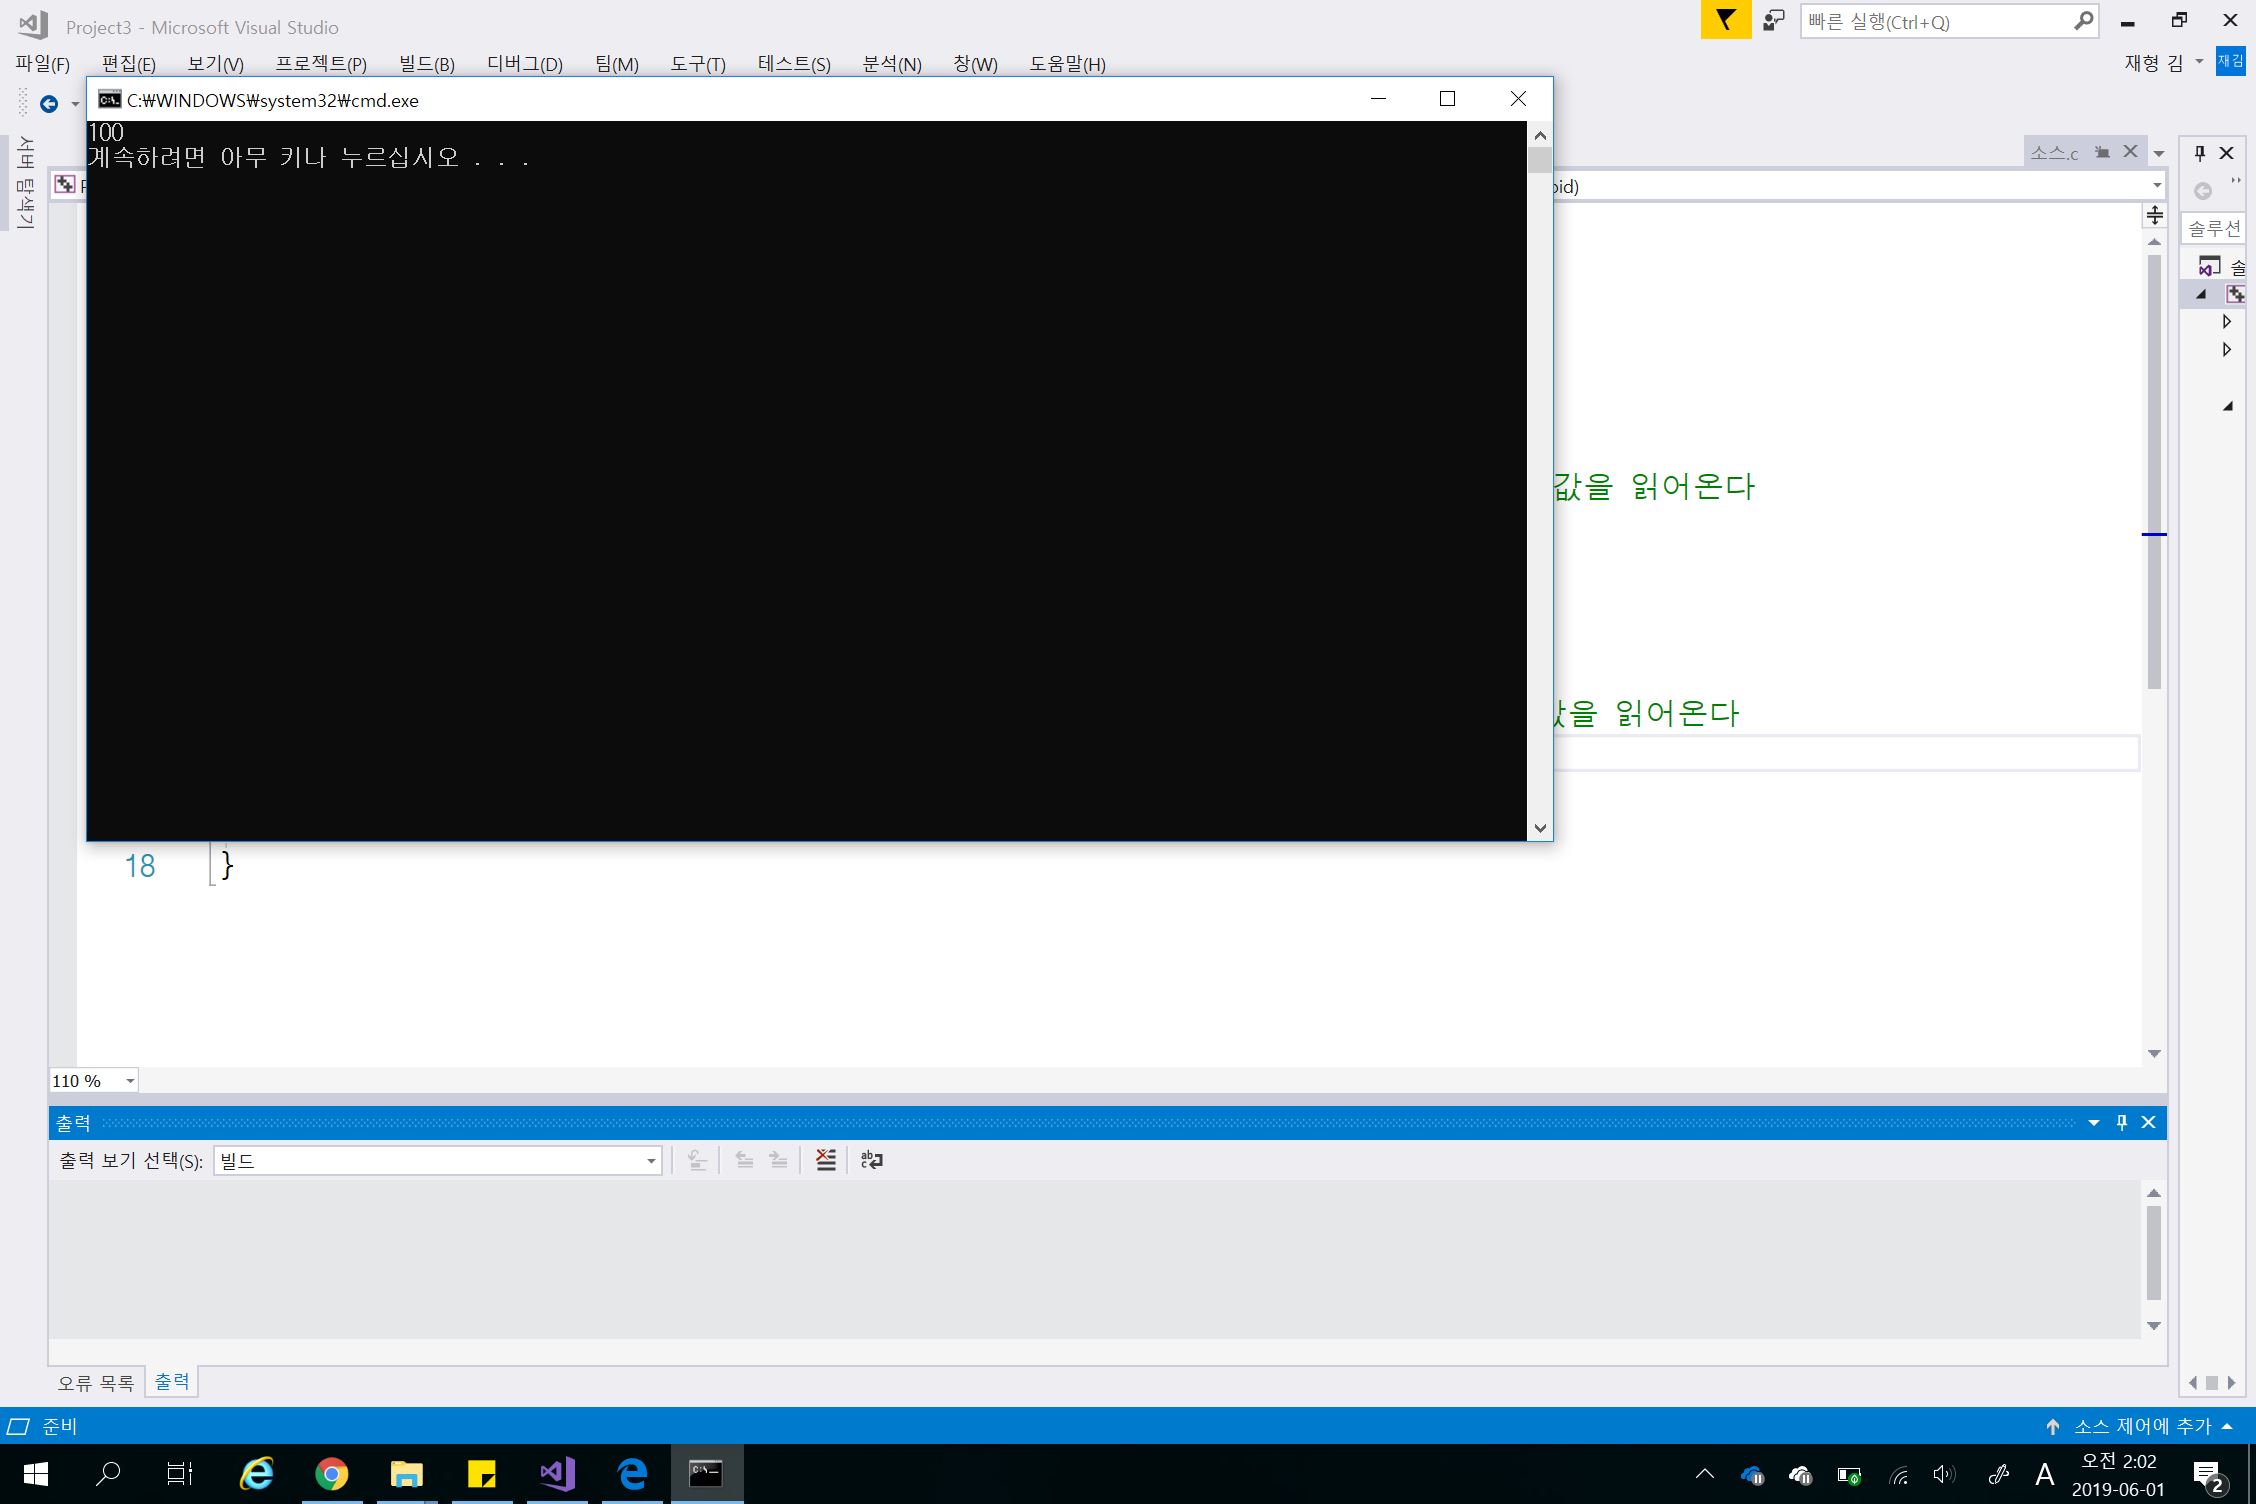 Project3 - Microsoft Visual Studio
빠른 실행(Ctrl+Q)
파일(F) 편집(E) 보기(V) 프로젝트(P) 빌드(B) 디버그(D) 팀(M) 도구(T) 테스트(S) 분석(N) 창(W) 도움말(H)
재형 김
재김
C:₩WINDOWS₩system32₩cmd.exe
100
계속하려면 아무 키나 누르십시오 . . .
서버 탐색기
소스.c
oid)
솔루션
솔
값을 읽어온다
값을 읽어온다
18 }
110 %
출력
출력 보기 선택(S): 빌드
오류 목록 출력
준비
소스 제어에 추가
A
오전 2:02
2019-06-01
2